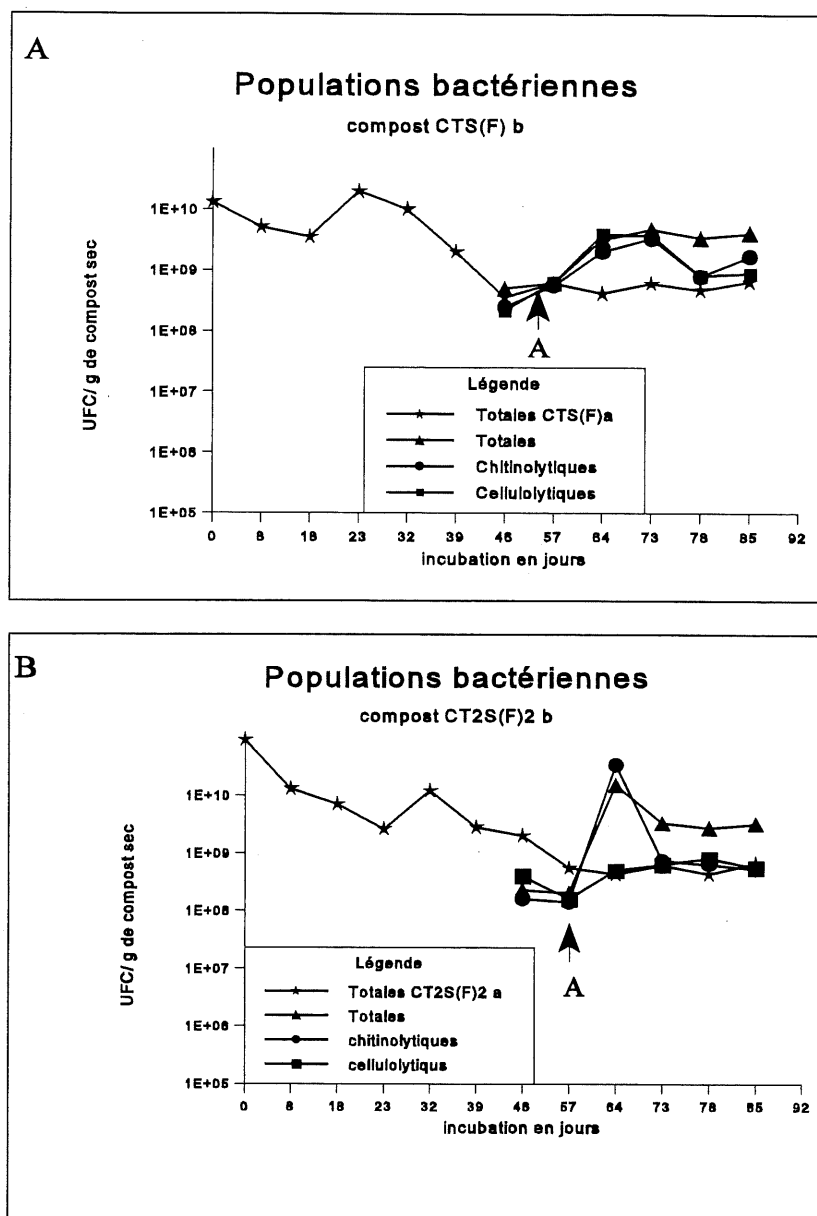 A
Populations bactériennes
compost CTS(F) b
UFC/ g de compost sec
1E+10
1E+09
1E+08
1E+07
1E+06
1E+05
A
Légende
Totales CTS(F)a
Totales
Chitinolytiques
Cellulolytiques
0 8 18 23 32 39 46 57 64 73 78 85 92
incubation en jours
B
Populations bactériennes
compost CT2S(F)2 b
UFC/ g de compost sec
1E+10
1E+09
1E+08
1E+07
1E+06
1E+05
A
Légende
Totales CT2S(F)2 a
Totales
chitinolytiques
cellulolytiqus
0 8 18 23 32 39 46 57 64 73 78 85 92
incubation en jours